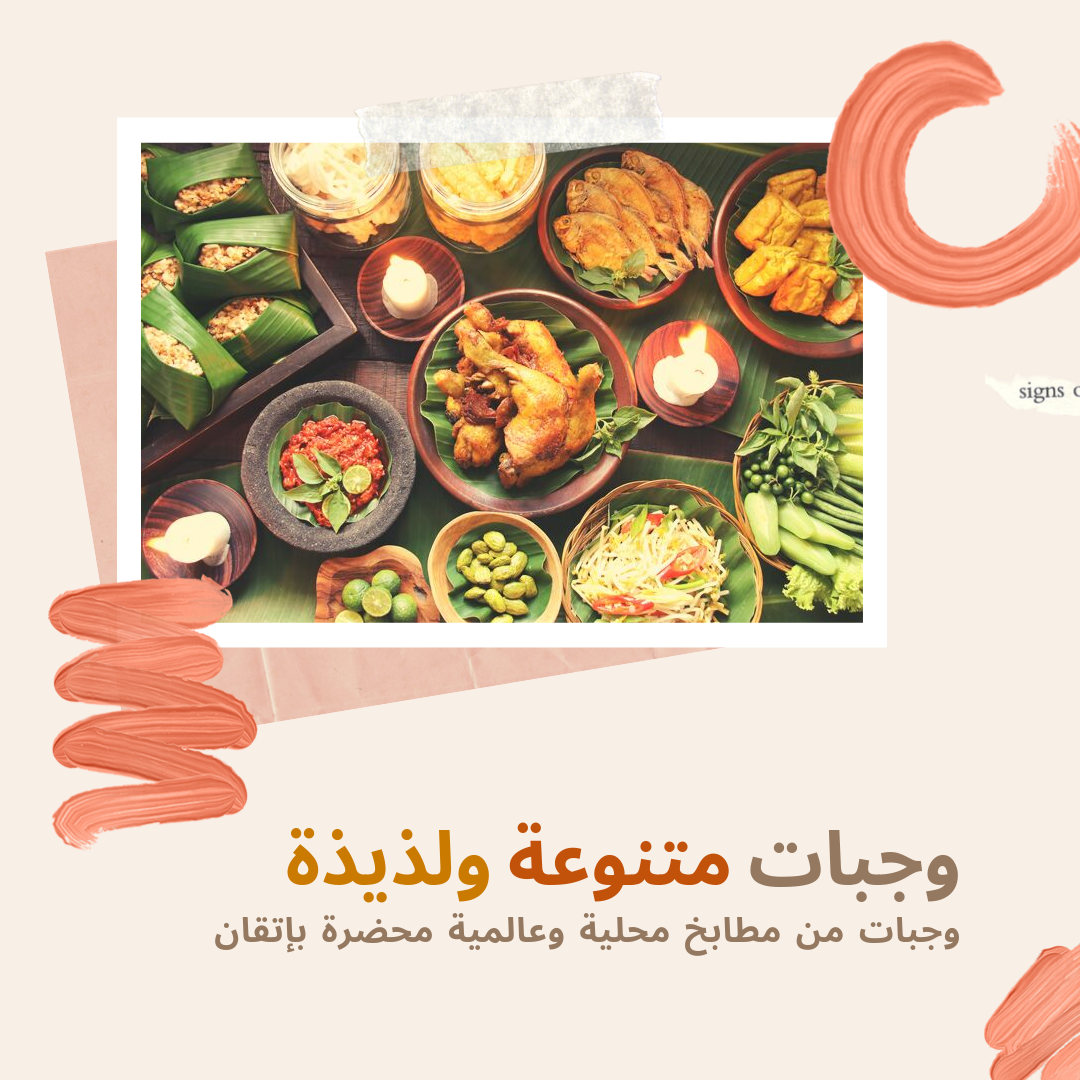 signs
وجبات متنوعة ولذيذة
وجبات من مطابخ محلية وعالمية محضرة بإتقان